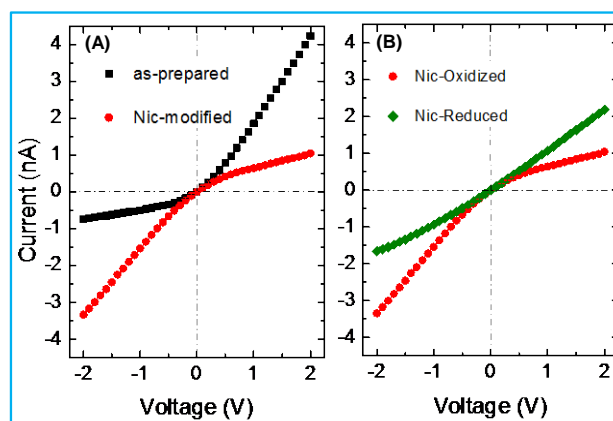 (A)
as-prepared
Nic-modified
4
3
2
1
0
-1
-2
-3
-4
Current (nA)
-2 -1 0 1 2
Voltage (V)
(B)
Nic-Oxidized
Nic-Reduced
4
3
2
1
0
-1
-2
-3
-4
-2 -1 0 1 2
Voltage (V)